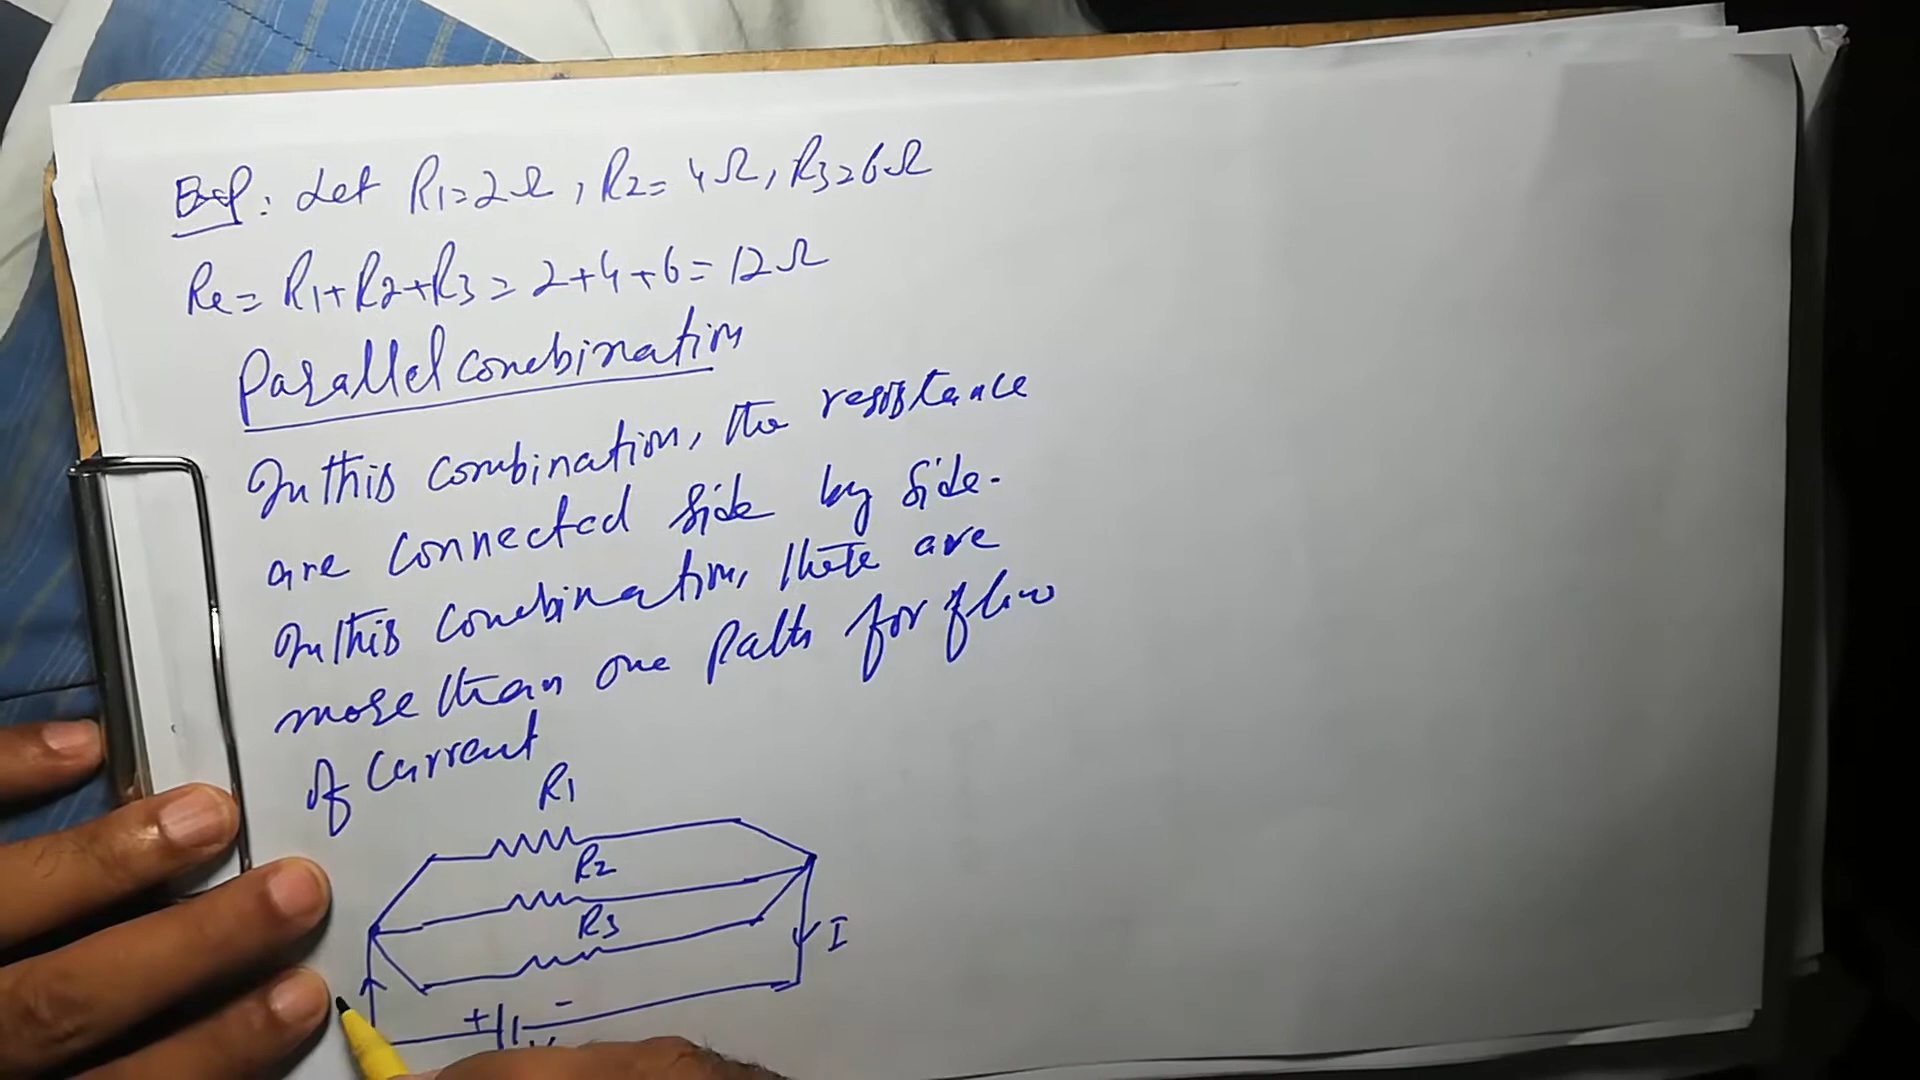 Exp: Let R1=2Ω, R2=4Ω, R3=6Ω
Re=R1+R2+R3=2+4+6=12Ω
Parallel combination
In this combination, the resistance
are connected side by side.
In this combination, there are
more than one path for flow
of current
R1
R2
R3
I
+ -
V